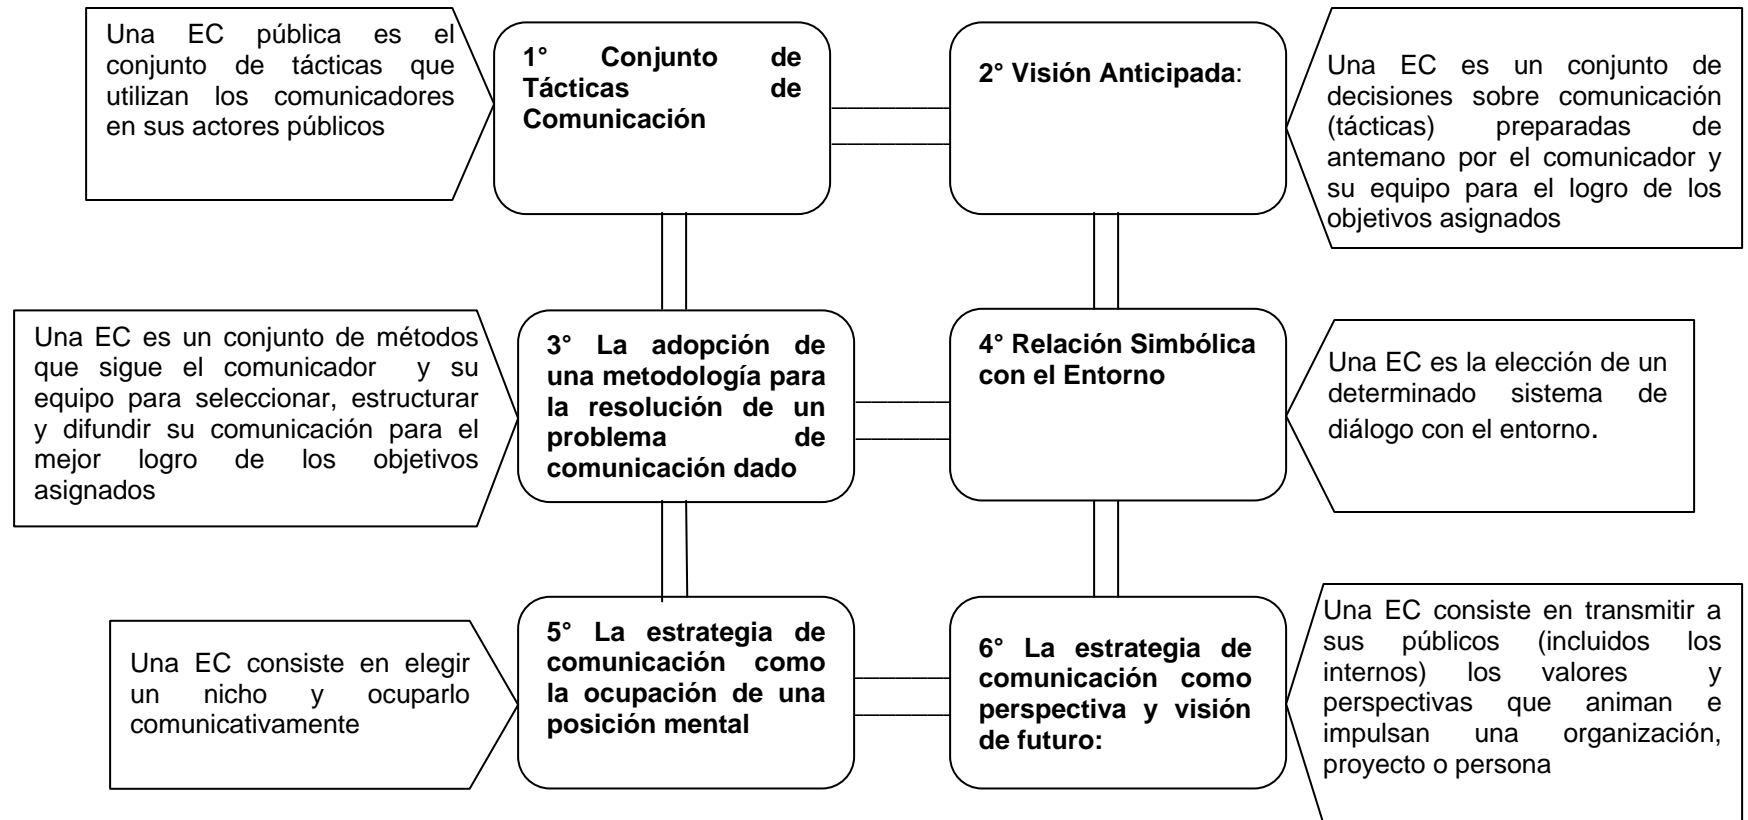 Una EC pública es el
conjunto de tácticas que
utilizan los comunicadores
en sus actores públicos
1° Conjunto de
Tácticas de
Comunicación
2° Visión Anticipada:
Una EC es un conjunto de
decisiones sobre comunicación
(tácticas) preparadas de
antemano por el comunicador y
su equipo para el logro de los
objetivos asignados
Una EC es un conjunto de métodos
que sigue el comunicador y su
equipo para seleccionar, estructurar
y difundir su comunicación para el
mejor logro de los objetivos
asignados
3° La adopción de
una metodología para
la resolución de un
problema de
comunicación dado
4° Relación Simbólica
con el Entorno
Una EC es la elección de un
determinado sistema de
diálogo con el entorno.
Una EC consiste en elegir
un nicho y ocuparlo
comunicativamente
5° La estrategia de
comunicación como
la ocupación de una
posición mental
6° La estrategia de
comunicación como
perspectiva y visión
de futuro:
Una EC consiste en transmitir a
sus públicos (incluidos los
internos) los valores y
perspectivas que animan e
impulsan una organización,
proyecto o persona